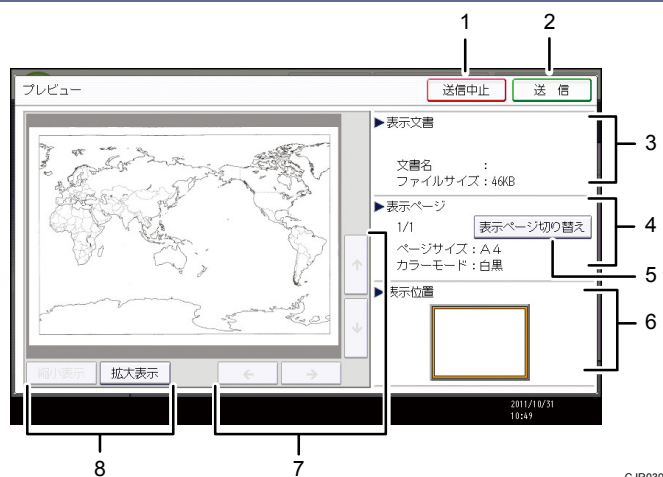 1
2
プレビュー
送信中止
送 信
▶表示文書
文書名 :
ファイルサイズ：46KB
3
▶表示ページ
1/1
表示ページ切り替え
ページサイズ：A4
カラーモード：白黒
4
5
▶表示位置
6
↑
↓
縮小表示
拡大表示
←
→
2011/10/31
10:49
8
7